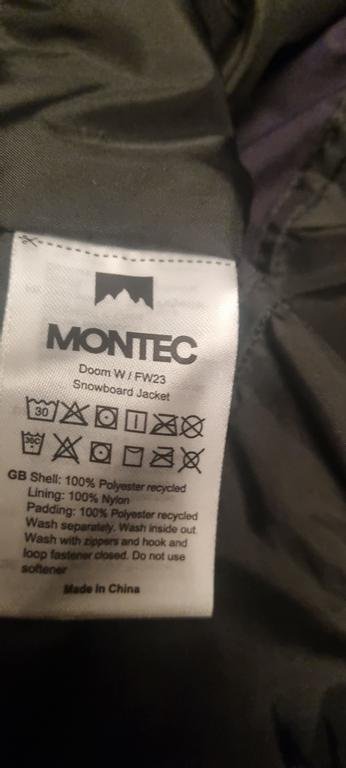 MONTEC
Doom W / FW23
Snowboard Jacket
30
30C
GB Shell: 100% Polyester recycled
Lining: 100% Nylon
Padding: 100% Polyester recycled
Wash separately. Wash inside out.
Wash with zippers and hook and
loop fastener closed. Do not use
softener
Made in China